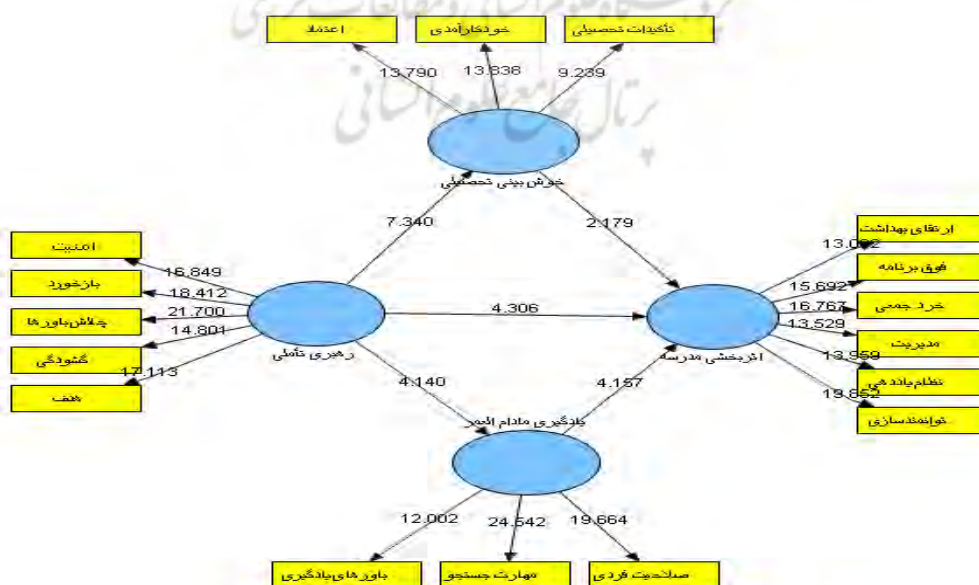 پرتال جامع علوم انسانی
اعتماد
خودکارآمدی
تأکیدات تحصیلی
13.790
13.838
9.239
خوش بینی تحصیلی
7.340
2.179
امنیت
بازخورد
چالش باورها
گشودگی
هدف
16.849
18.412
21.700
14.801
17.113
رهبری تأملی
4.306
اثربخشی مدرسه
ارتقای بهداشت
فوق برنامه
خرد جمعی
مدیریت
نظام یاددهی
توانمندسازی
15.692
16.767
13.529
13.959
19.852
4.140
4.157
یادگیری مادام العمر
12.002
24.542
19.664
باورهای یادگیری
مهارت جستجو
صلاحیت فردی